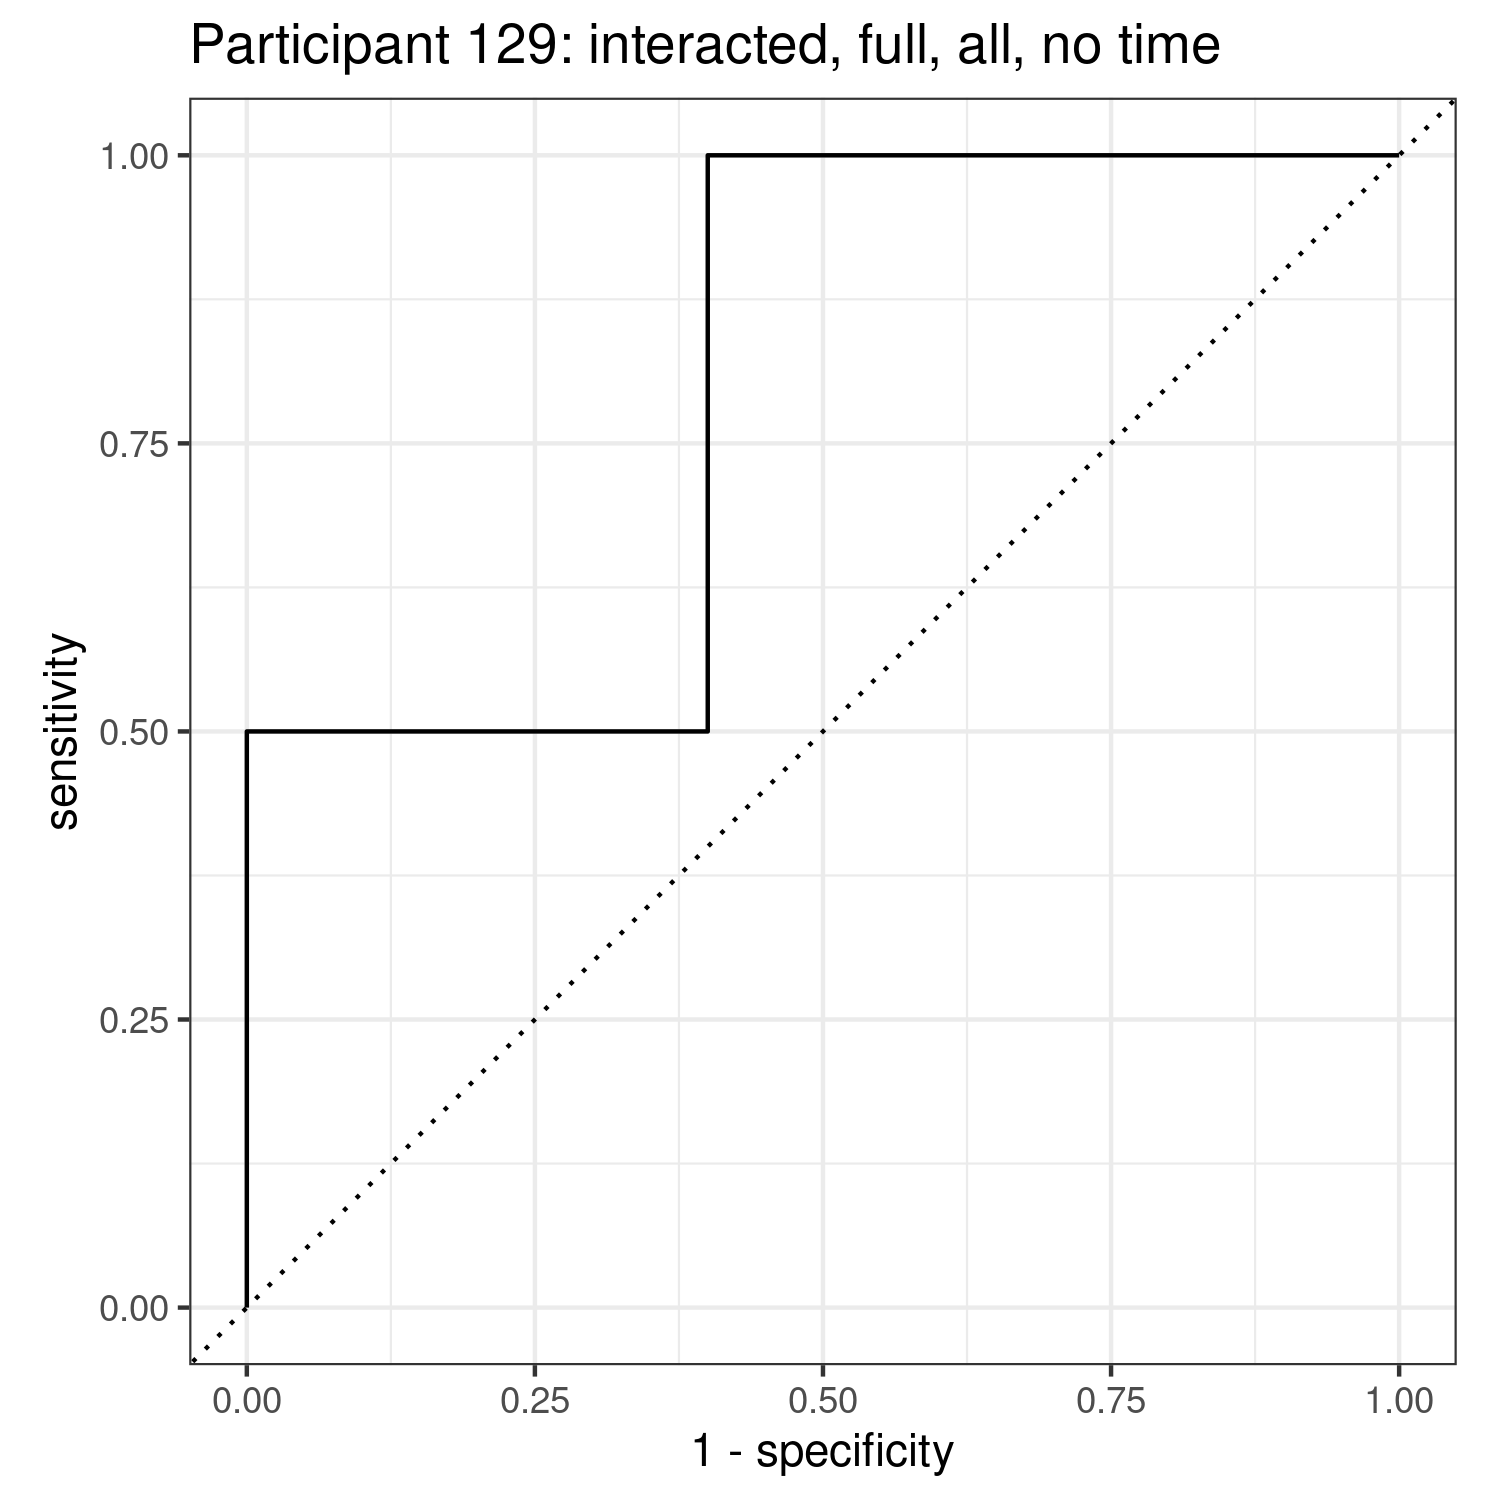 Participant 129: interacted, full, all, no time
1.00
0.75
0.50
0.25
0.00
sensitivity
0.00 0.25 0.50 0.75 1.00
1 - specificity